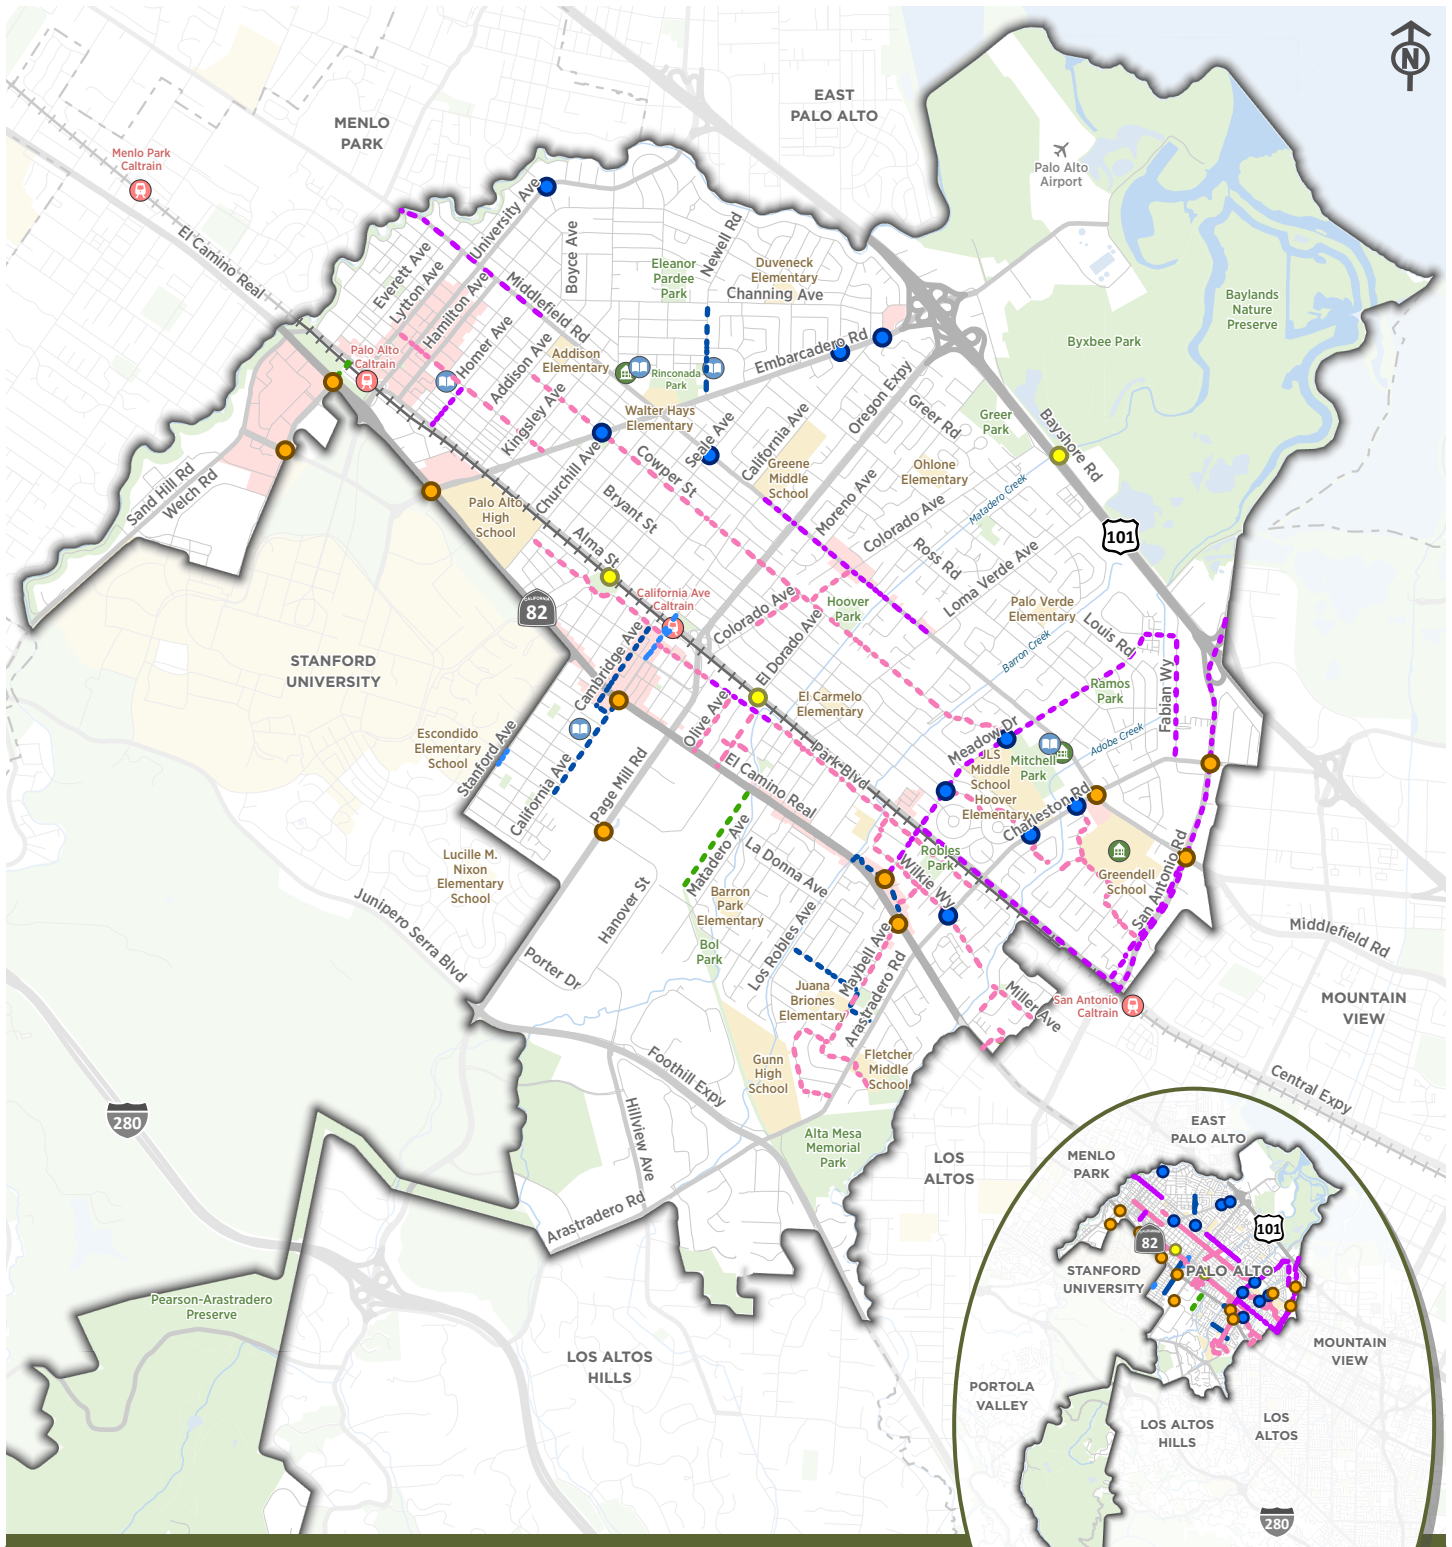 N
EAST
PALO ALTO
MENLO
PARK
Menlo Park
Caltrain
Palo Alto
Airport
El Camino Real
University Ave
Everett Ave
Lytton Ave
Hamilton Ave
Middlefield Rd
Boyce Ave
Newell Rd
Eleanor
Pardee
Park
Duveneck
Elementary
Channing Ave
Baylands
Nature
Preserve
Byxbee Park
Palo Alto
Caltrain
Homer Ave
Addison Ave
Kingsley Ave
Addison
Elementary
Rinconada
Park
Embarcadero Rd
Oregon Expy
Walter Hays
Elementary
Seale Ave
California Ave
Greer Rd
Greer
Park
Bayshore Rd
Sand Hill Rd
Welch Rd
Churchill Ave
Cowper St
Bryant St
Greene
Middle
School
Ohlone
Elementary
Matadero Creek
Moreno Ave
Colorado Ave
Ross Rd
Loma Verde Ave
101
Palo Alto
High
School
Alma St
82
CALIFORNIA
California Ave
Caltrain
Colorado Ave
Hoover
Park
El Dorado Ave
Palo Verde
Elementary
Louis Rd
Barron Creek
STANFORD
UNIVERSITY
Cambridge Ave
Olive Ave
El Carmelo
Elementary
Ramos
Park
Fabian Wy
Adobe Creek
Escondido
Elementary
School
Stanford Ave
California Ave
Page Mill Rd
El Camino Real
Park Blvd
Meadow Dr
JLS
Middle
School
Mitchell
Park
Hoover
Elementary
Charleston Rd
Robles
Park
Wilkie Wy
Greendell
School
San Antonio Rd
Lucille M.
Nixon
Elementary
School
Matadero Ave
La Donna Ave
Barron
Park
Elementary
Hanover St
Junipero Serra Blvd
Porter Dr
Bol
Park
Los Robles Ave
Maybell Ave
Arastradero Rd
Juana
Briones
Elementary
Miller Ave
San Antonio
Caltrain
Middlefield Rd
MOUNTAIN
VIEW
Central Expy
Foothill Expy
Gunn
High
School
Fletcher
Middle
School
280
Hillview Ave
Alta Mesa
Memorial
Park
Arastradero Rd
LOS
ALTOS
Pearson-Arastradero
Preserve
LOS ALTOS
HILLS
EAST
PALO ALTO
MENLO
PARK
101
82
STANFORD
UNIVERSITY
PALO ALTO
MOUNTAIN
VIEW
PORTOLA
VALLEY
LOS ALTOS
HILLS
LOS
ALTOS
280